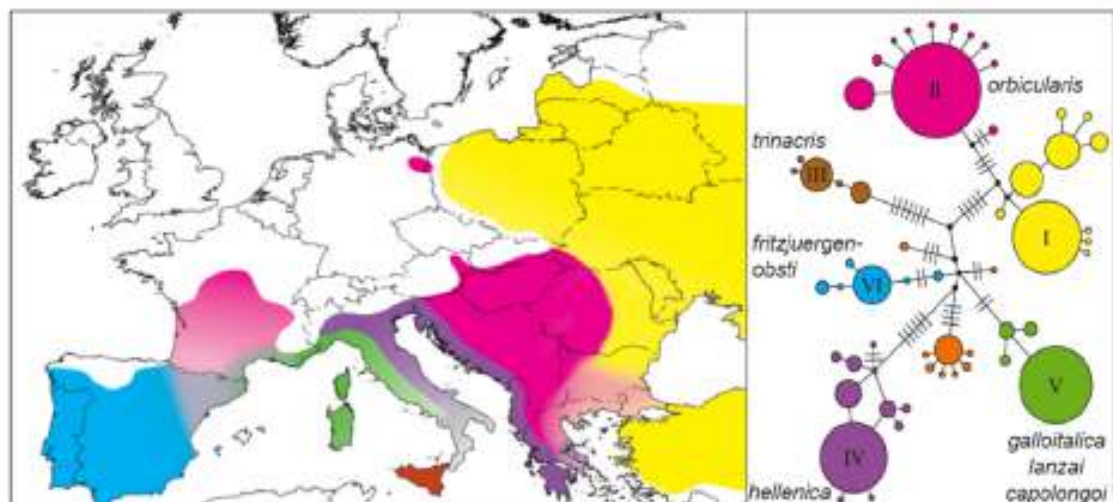 II
orbicularis
trinacris
III
I
fritzjuergen-
obsti
VI
V
IV
galloitalica
lanzai
capolongoi
hellenica